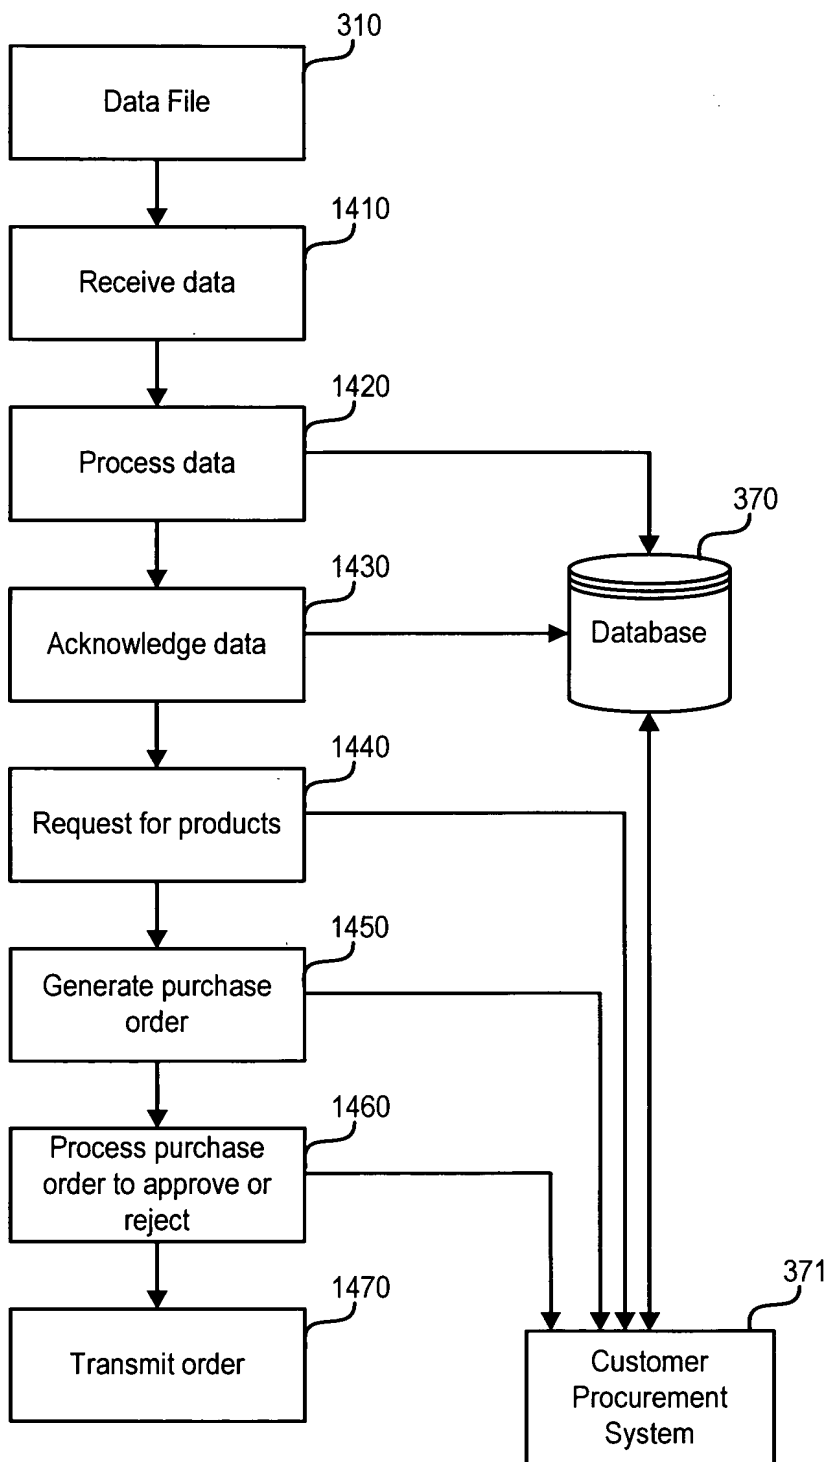 310
Data File
1410
Receive data
1420
Process data
370
1430
Acknowledge data
Database
1440
Request for products
1450
Generate purchase
order
1460
Process purchase
order to approve or
reject
1470
Transmit order
371
Customer
Procurement
System